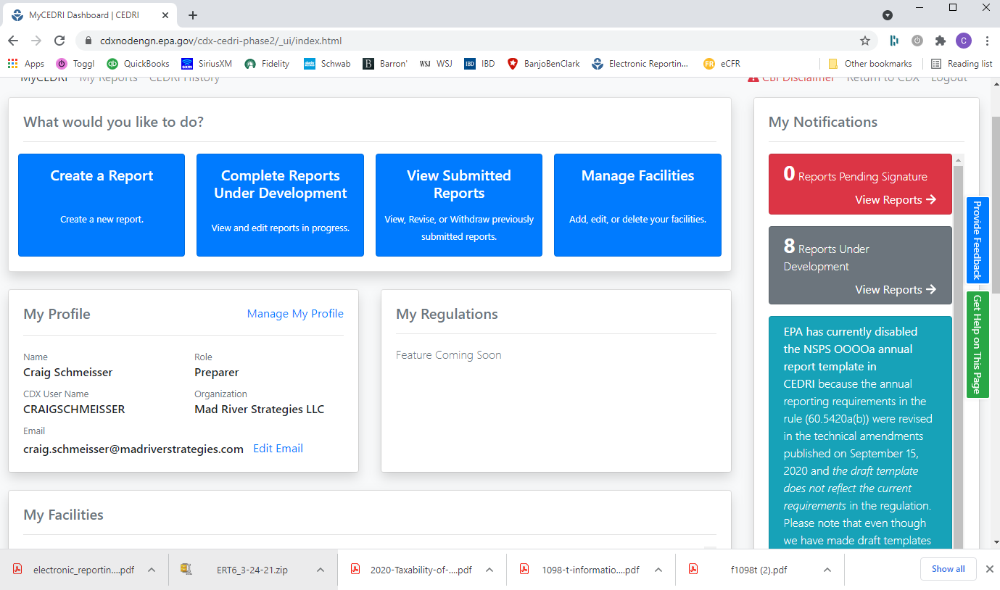 MyCEDRI Dashboard | CEDRI
cdxnodengn.epa.gov/cdx-cedri-phase2/_ui/index.html
C
Apps Toggl QuickBooks SiriusXM Fidelity Schwab Barron' WSJ IBD BanjoBenClark Electronic Reportin... eCFR Other bookmarks Reading list
MyCEDRI My Reports CEDRI History CBI Disclaimer Return to CDX Logout
What would you like to do?
Create a Report
Create a new report.
Complete Reports
Under Development
View and edit reports in progress.
View Submitted
Reports
View, Revise, or Withdraw previously
submitted reports.
Manage Facilities
Add, edit, or delete your facilities.
My Profile
Manage My Profile
Name
Craig Schmeisser
Role
Preparer
CDX User Name
CRAIGSCHMEISSER
Organization
Mad River Strategies LLC
Email
craig.schmeisser@madriverstrategies.com Edit Email
My Regulations
Feature Coming Soon
My Facilities
My Notifications
0 Reports Pending Signature
View Reports
8 Reports Under
Development
View Reports
EPA has currently disabled
the NSPS OOOOa annual
report template in
CEDRI because the annual
reporting requirements in the
rule (60.5420a(b)) were revised
in the technical amendments
published on September 15,
2020 and the draft template
does not reflect the current
requirements in the regulation.
Please note that even though
we have made draft templates
Provide Feedback
Get Help on This Page
electronic_reportin....pdf
ERT6_3-24-21.zip
2020-Taxability-of-....pdf
1098-t-informatio....pdf
f1098t (2).pdf
Show all